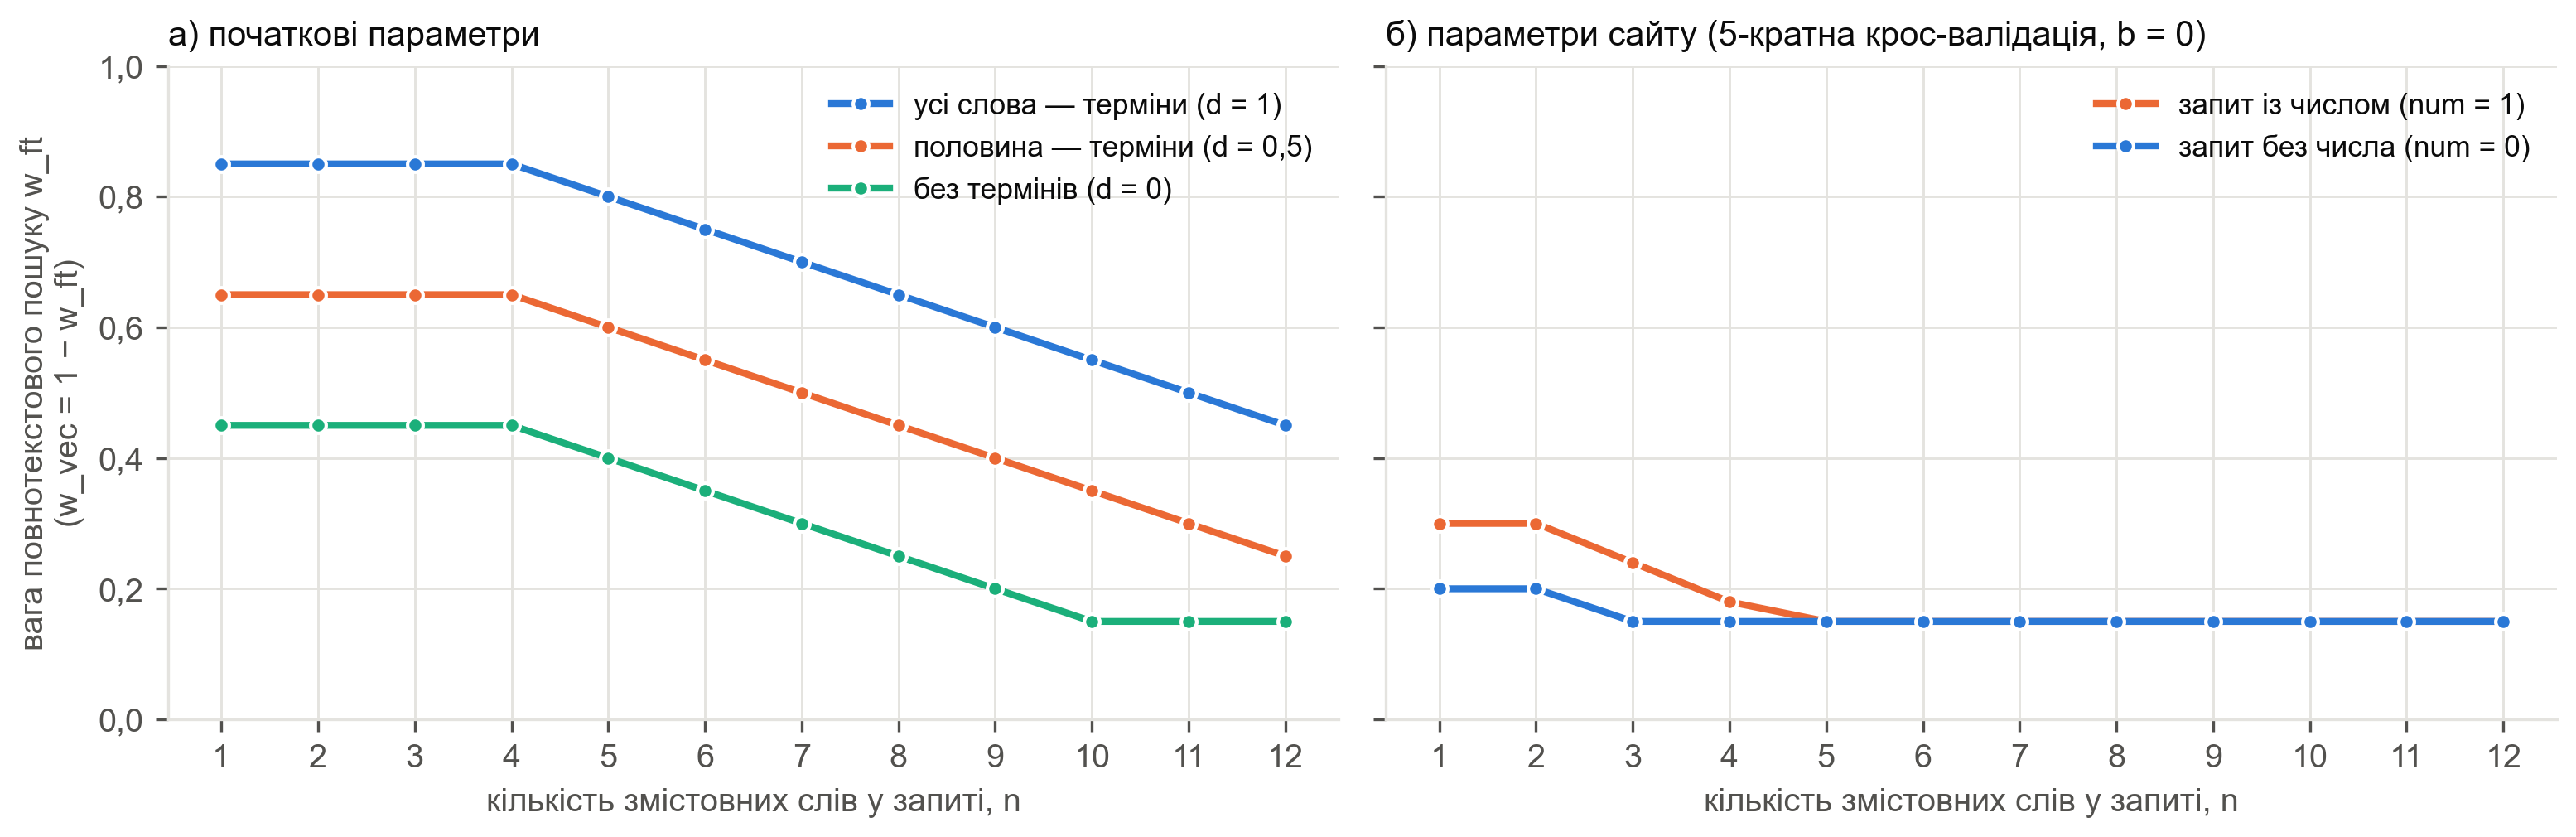 а) початкові параметри
1,0
0,8
0,6
0,4
0,2
0,0
вага повнотекстового пошуку w_ft
(w_vec = 1 − w_ft)
усі слова — терміни (d = 1)
половина — терміни (d = 0,5)
без термінів (d = 0)
1 2 3 4 5 6 7 8 9 10 11 12
кількість змістовних слів у запиті, n
б) параметри сайту (5-кратна крос-валідація, b = 0)
запит із числом (num = 1)
запит без числа (num = 0)
1 2 3 4 5 6 7 8 9 10 11 12
кількість змістовних слів у запиті, n